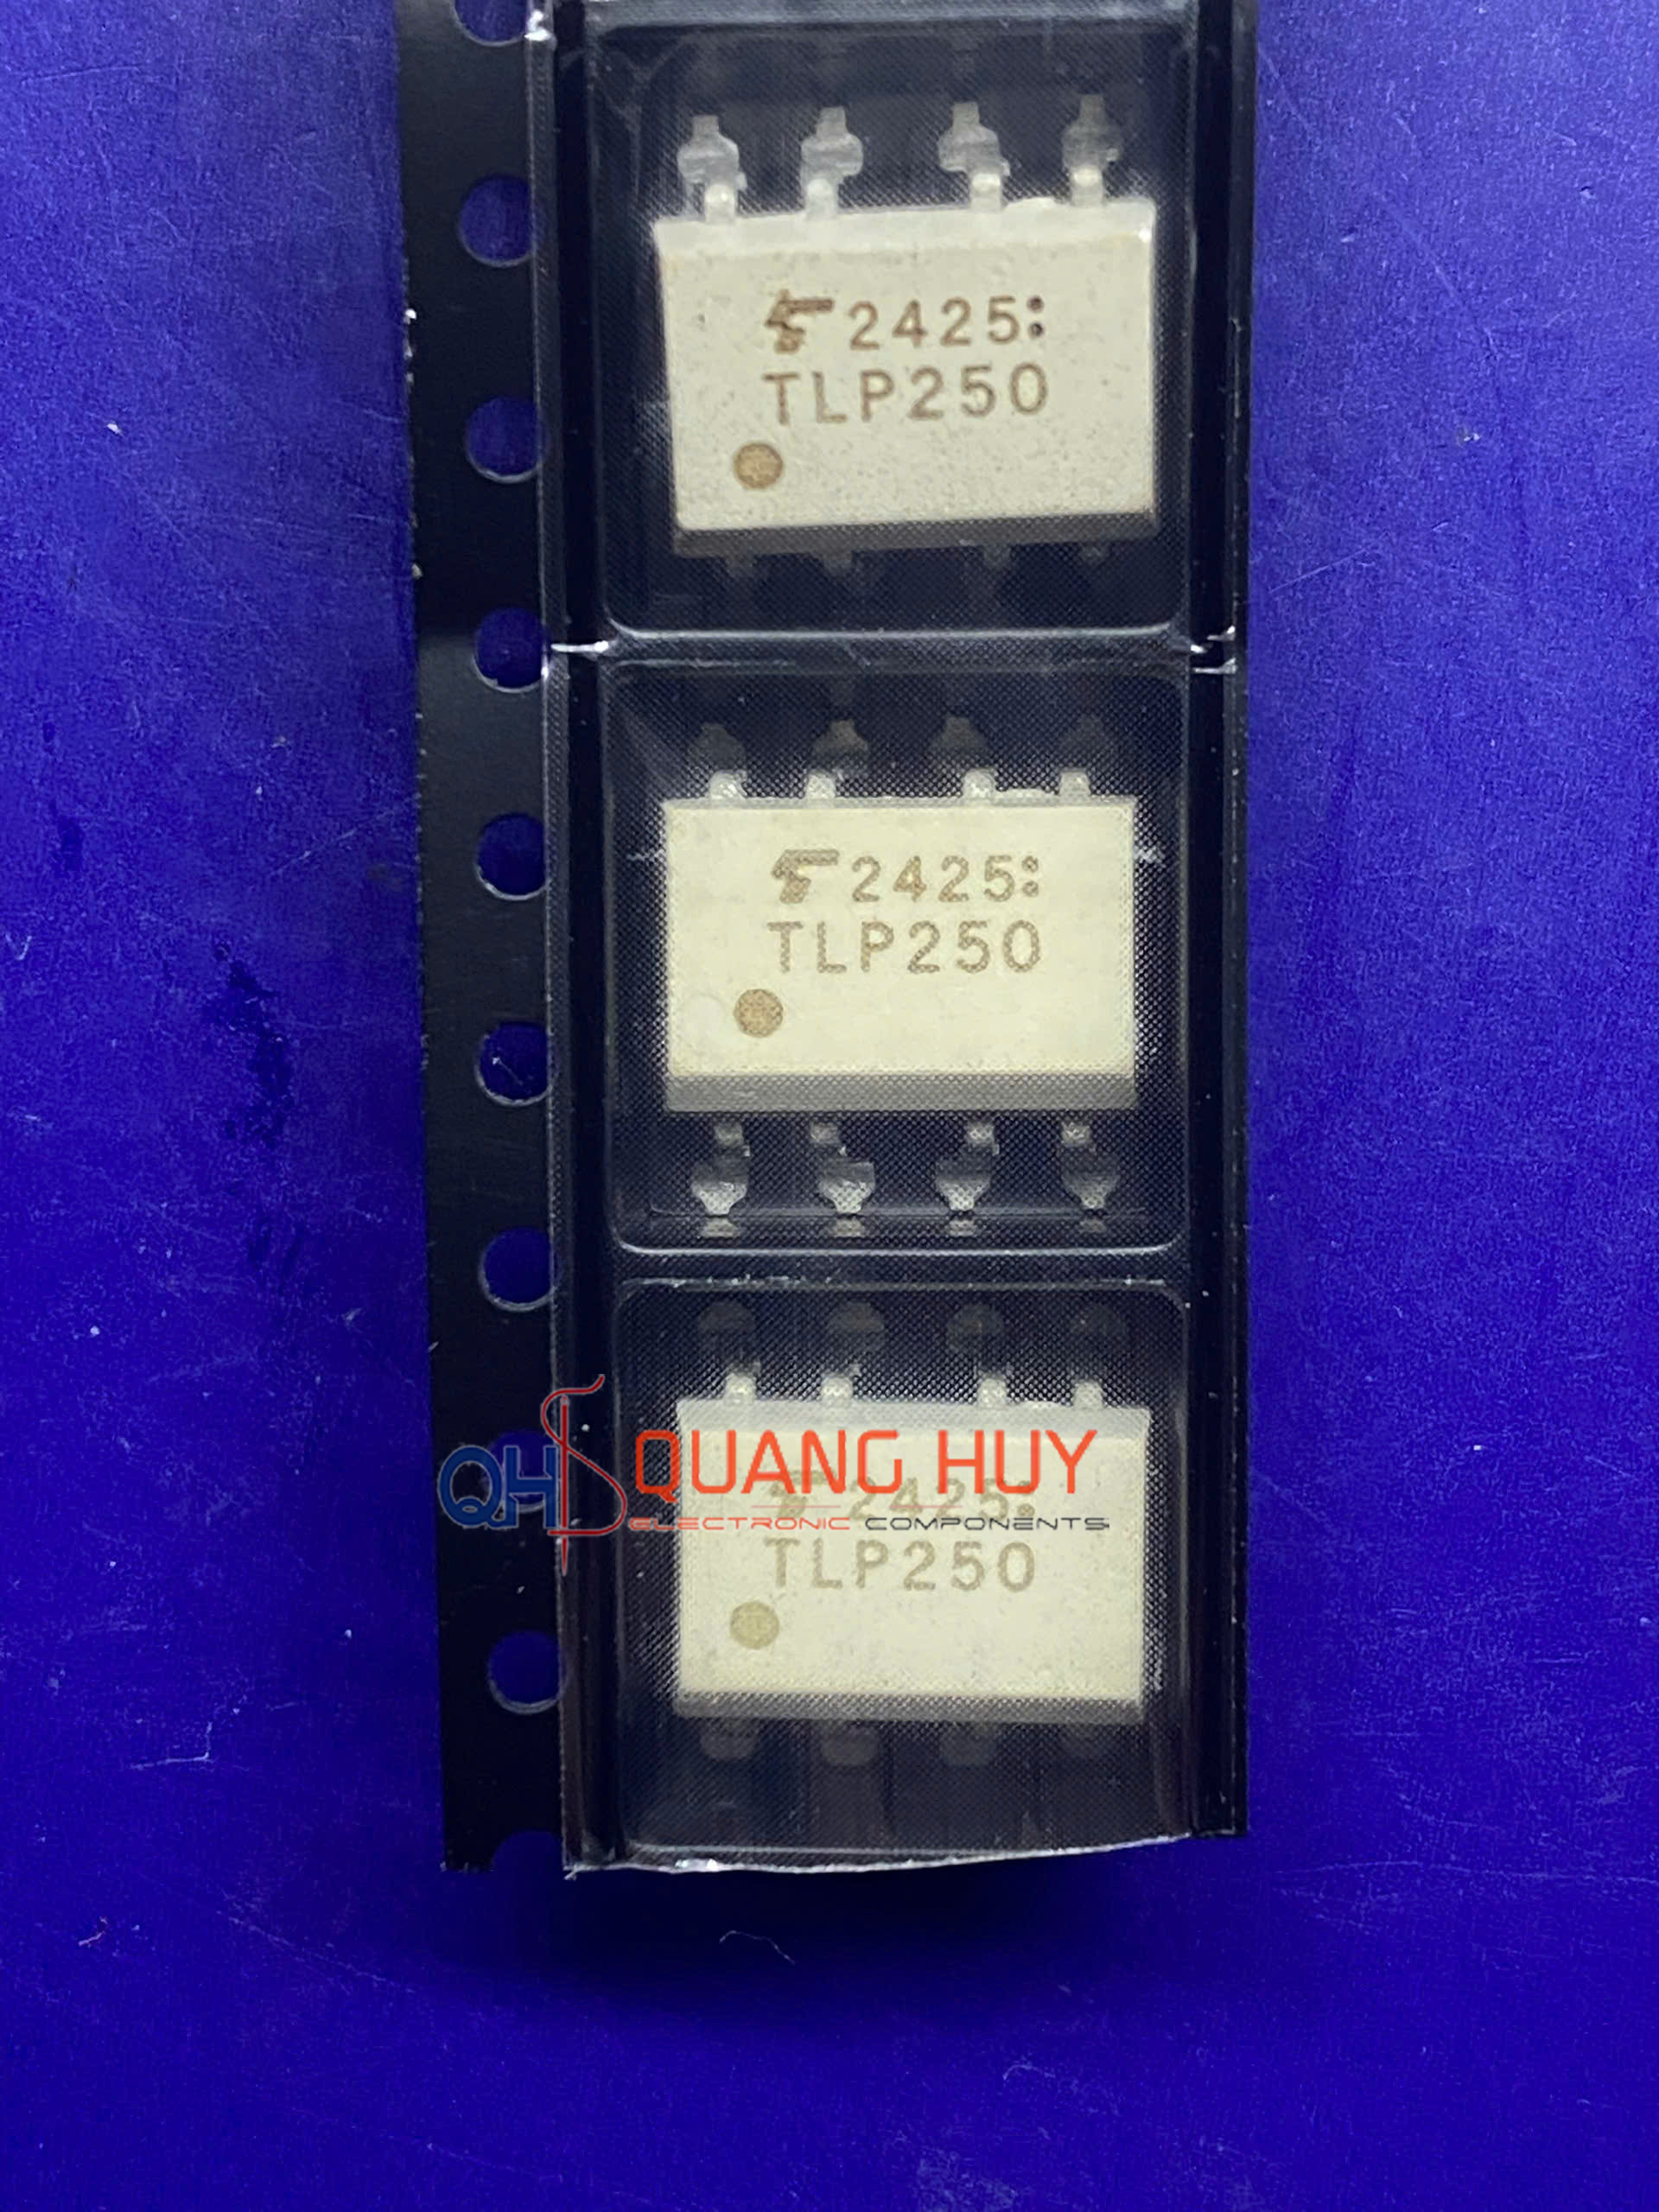 2425:
TLP250
2425:
TLP250
QH QUANG HUY
2425:
ELECTRONIC COMPONENTS
TLP250